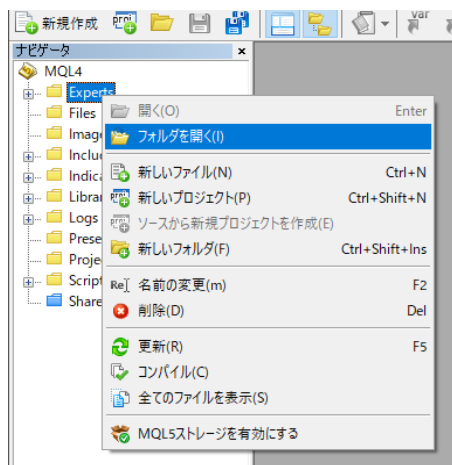 新規作成
proj
var
ナビゲータ
×
MQL4
Experts
Files
Imag
Includ
Indica
Librar
Logs
Prese
Projec
Script
Share
開く(O) Enter
フォルダを開く(I)
新しいファイル(N) Ctrl+N
新しいプロジェクト(P) Ctrl+Shift+N
ソースから新規プロジェクトを作成(E)
新しいフォルダ(F) Ctrl+Shift+Ins
名前の変更(m) F2
削除(D) Del
更新(R) F5
コンパイル(C)
全てのファイルを表示(S)
MQL5ストレージを有効にする